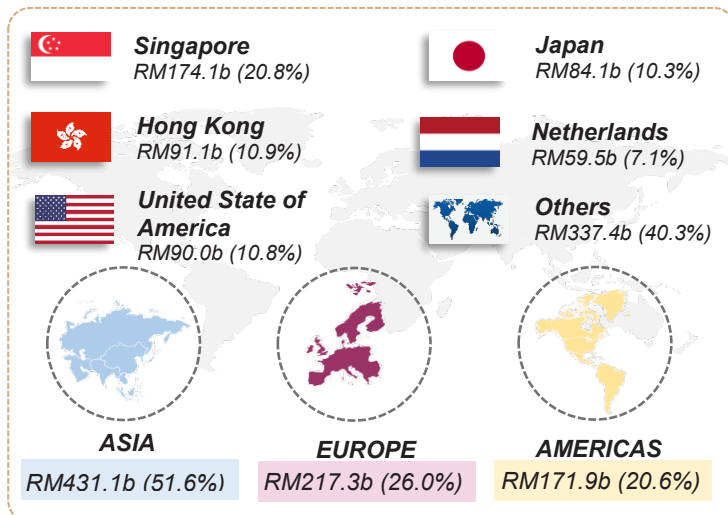 Singapore
RM174.1b (20.8%)
Japan
RM84.1b (10.3%)
Hong Kong
RM91.1b (10.9%)
Netherlands
RM59.5b (7.1%)
United State of
America
RM90.0b (10.8%)
Others
RM337.4b (40.3%)
ASIA
RM431.1b (51.6%)
EUROPE
RM217.3b (26.0%)
AMERICAS
RM171.9b (20.6%)